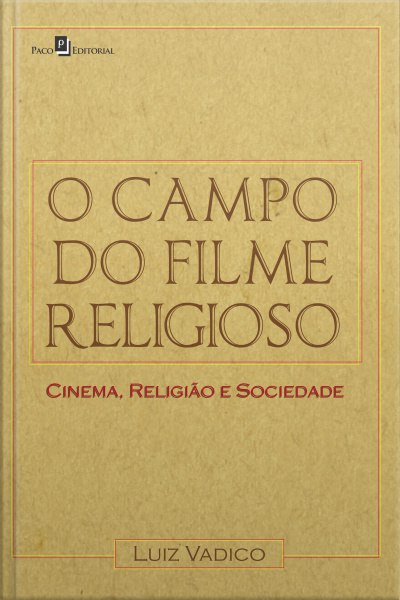 PACO EDITORIAL
O CAMPO
DO FILME
RELIGIOSO
CINEMA, RELIGIÃO E SOCIEDADE
LUIZ VADICO